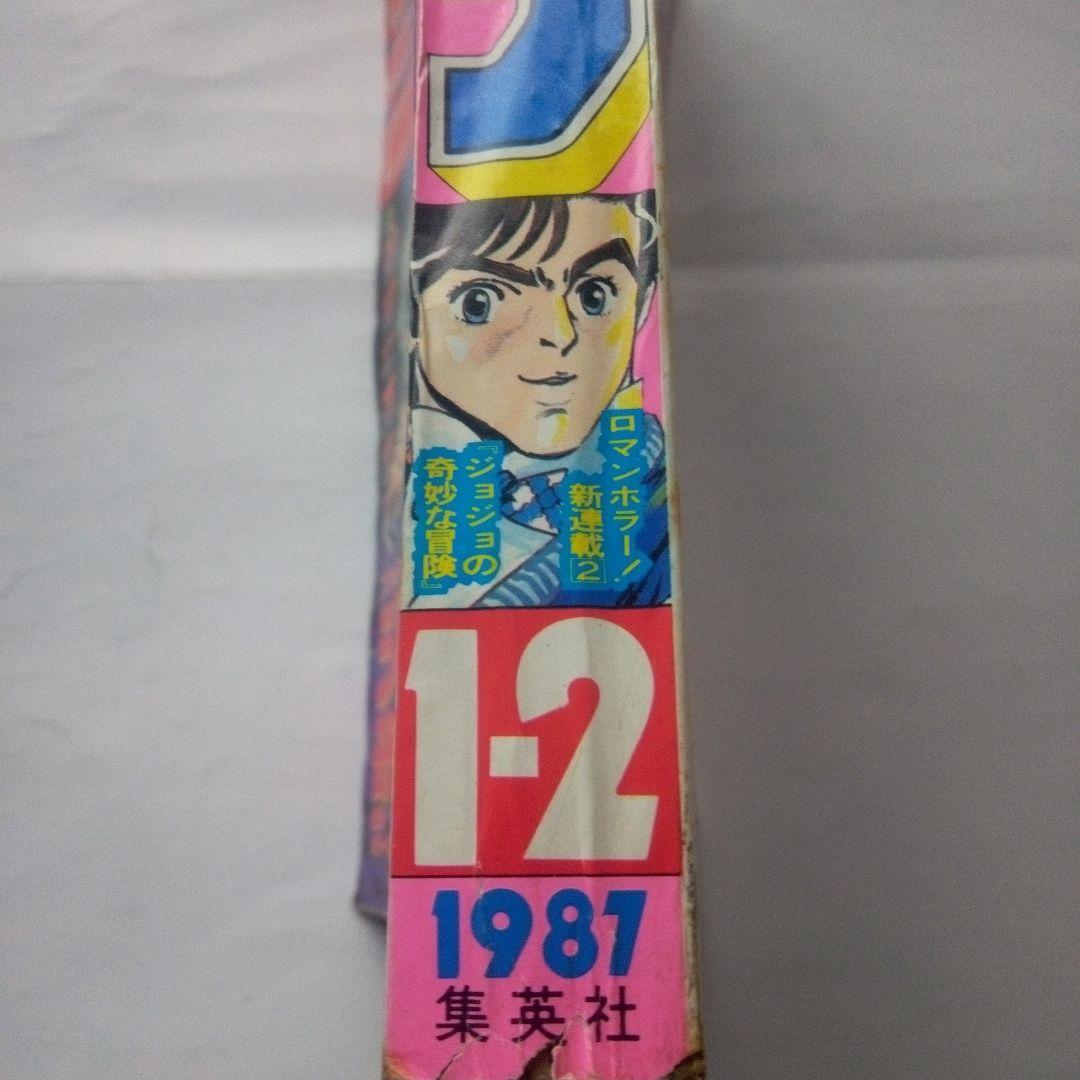 ロマンホラー!
新連載2
『ジョジョの
奇妙な冒険』
1-2
1987
集英社